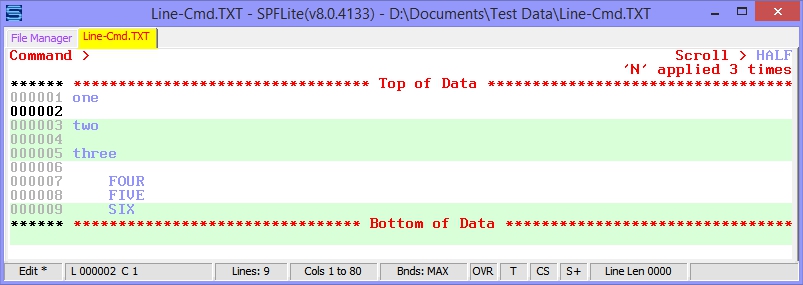 Line-Cmd.TXT - SPFLite(v8.0.4133) - D:\Documents\Test Data\Line-Cmd.TXT
File Manager Line-Cmd.TXT
Command > Scroll > HALF
'N' applied 3 times
****** ********************************* Top of Data **********************************
000001 one
000002
000003 two
000004
000005 three
000006
000007 FOUR
000008 FIVE
000009 SIX
****** ******************************** Bottom of Data ********************************
Edit * L 000002 C 1 Lines: 9 Cols 1 to 80 Bnds: MAX OVR T CS S+ Line Len 0000